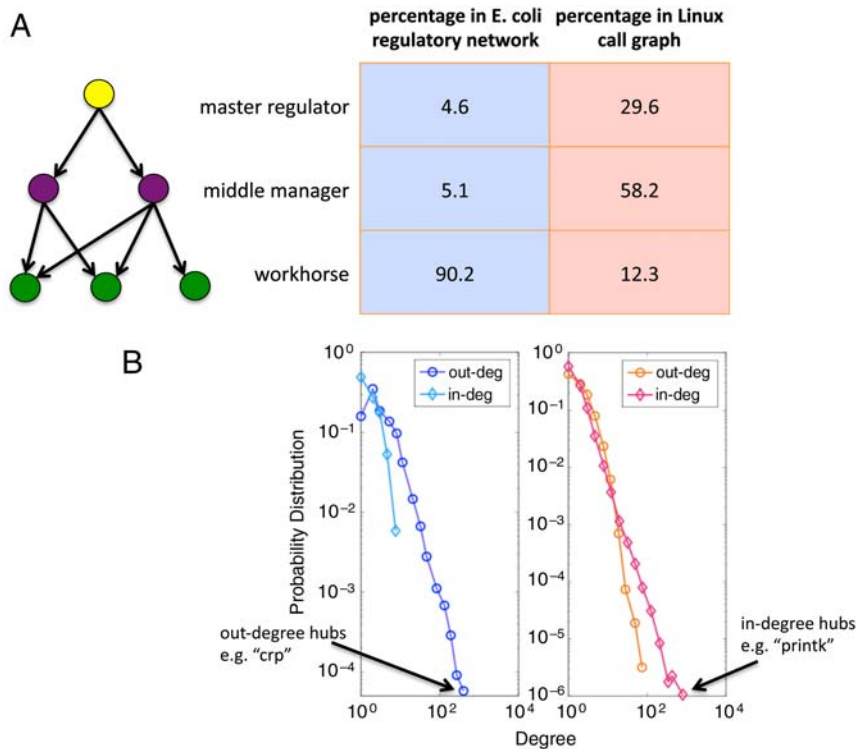 A
percentage in E. coli
regulatory network
percentage in Linux
call graph
master regulator
4.6
29.6
middle manager
5.1
58.2
workhorse
90.2
12.3
B
10^0
10^-1
10^-2
10^-3
10^-4
Probability Distribution
out-deg
in-deg
out-degree hubs
e.g. “crp”
10^0
10^2
10^4
10^0
10^-1
10^-2
10^-3
10^-4
10^-5
10^-6
out-deg
in-deg
in-degree hubs
e.g. “printk”
10^0
10^2
10^4
Degree